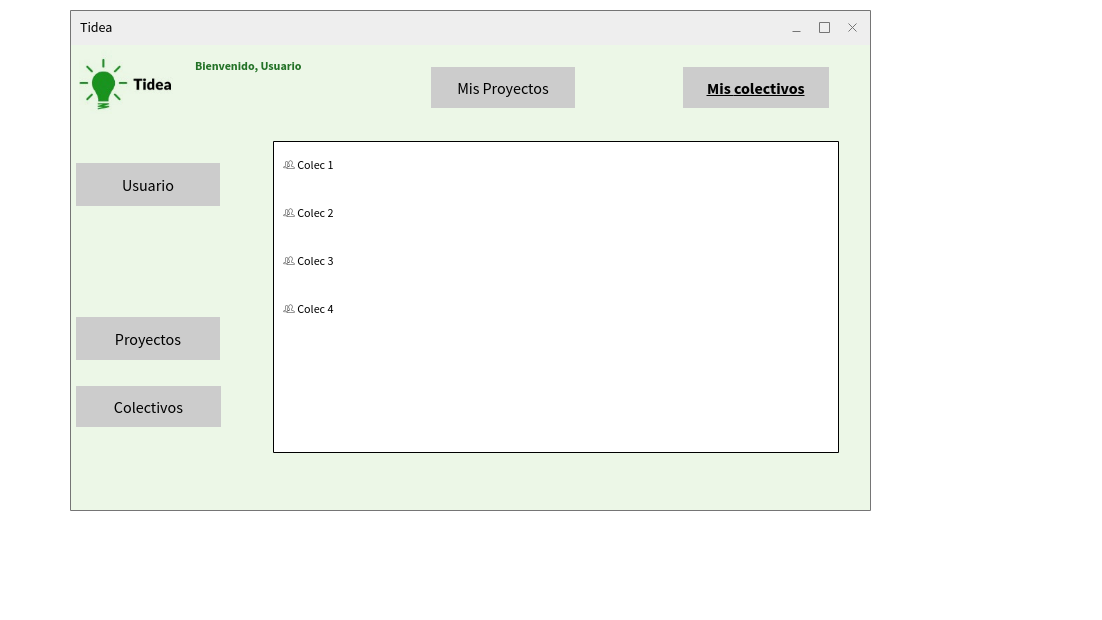 Tidea
Bienvenido, Usuario
Tidea
Mis Proyectos
Mis colectivos
Usuario
Proyectos
Colectivos
Colec 1
Colec 2
Colec 3
Colec 4